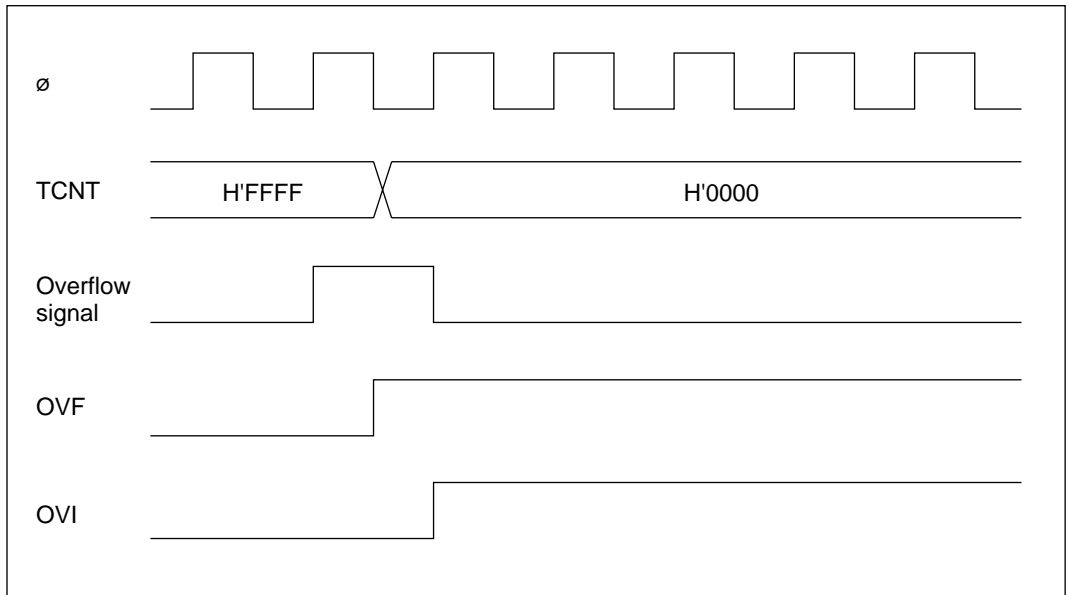 ø
TCNT
H'FFFF
H'0000
Overflow
signal
OVF
OVI